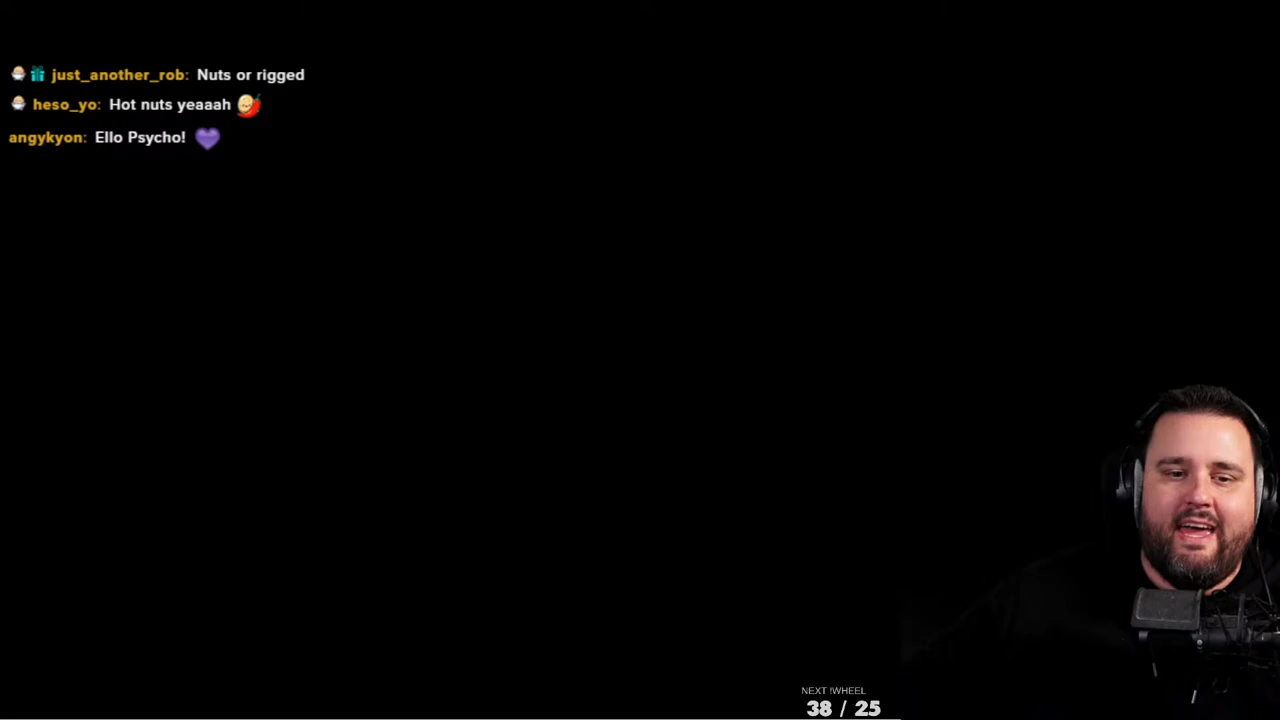 just_another_rob: Nuts or rigged
heso_yo: Hot nuts yeaaah
angykyon: Ello Psycho!
NEXT !WHEEL
38 / 25